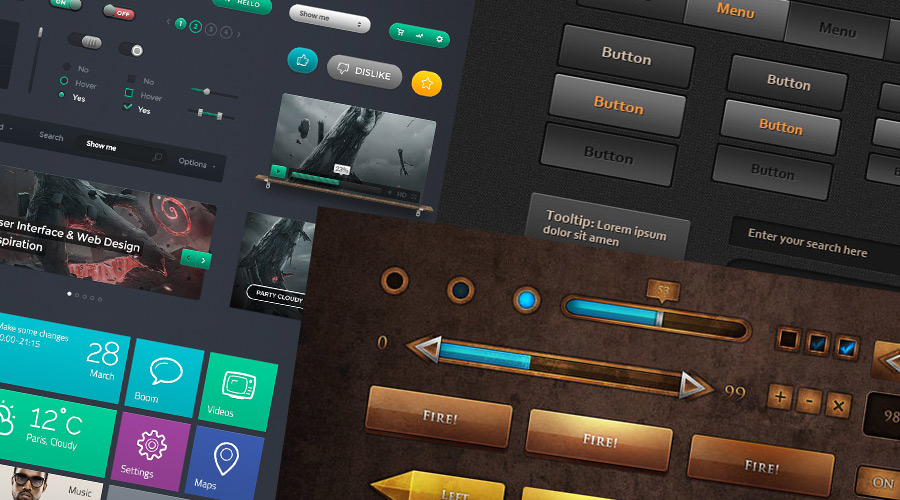 ON
OFF
HELLO
1
2
3
4
Show me
DISLIKE
No
Hover
Yes
No
Hover
Yes
Search
Show me
Options
23%
HD
ser Interface & Web Design
spiration
PARTY CLOUDY
Make some changes
28
March
Boom
Videos
12°C
Paris, Cloudy
Settings
Maps
Music
Menu
Menu
Button
Button
Button
Button
Button
Button
Tooltip: Lorem ipsum
dolor sit amen
Enter your search here
53
0
99
98
FIRE!
FIRE!
FIRE!
LEFT
ON